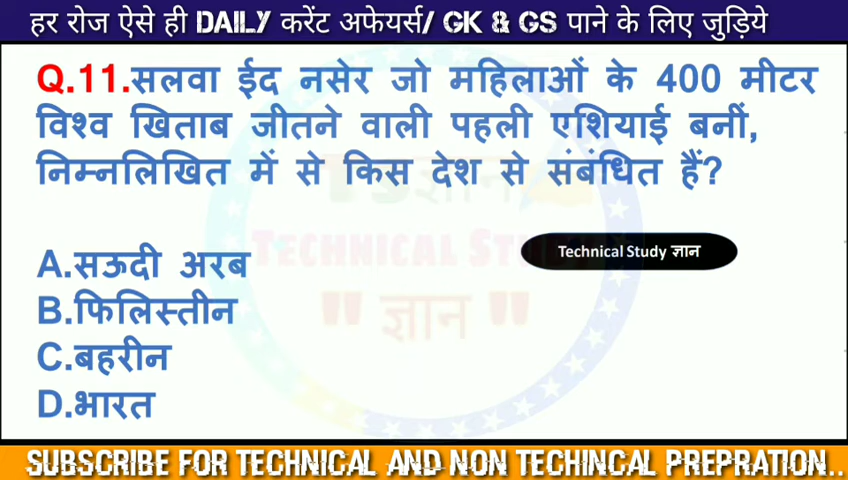 हर रोज ऐसे ही DAILY करेंट अफेयर्स/ GK & GS पाने के लिए जुड़िये
Q.11.सलवा ईद नसेर जो महिलाओं के 400 मीटर
विश्व खिताब जीतने वाली पहली एशियाई बनीं,
निम्नलिखित में से किस देश से संबंधित हैं?
A.सऊदी अरब
Technical Study ज्ञान
B.फिलिस्तीन
" ज्ञान "
C.बहरीन
D.भारत
SUBSCRIBE FOR TECHNICAL AND NON TECHINCAL PREPRATION..